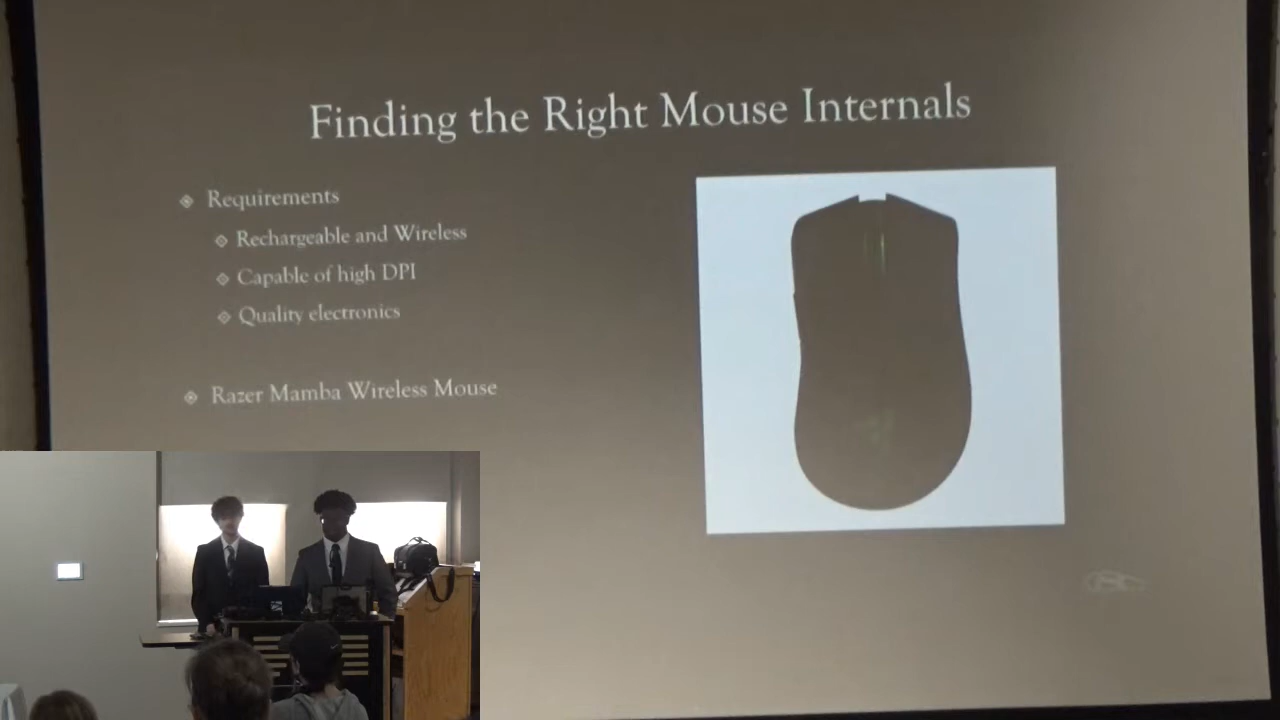 Finding the Right Mouse Internals
Requirements
Rechargeable and Wireless
Capable of high DPI
Quality electronics
Razer Mamba Wireless Mouse